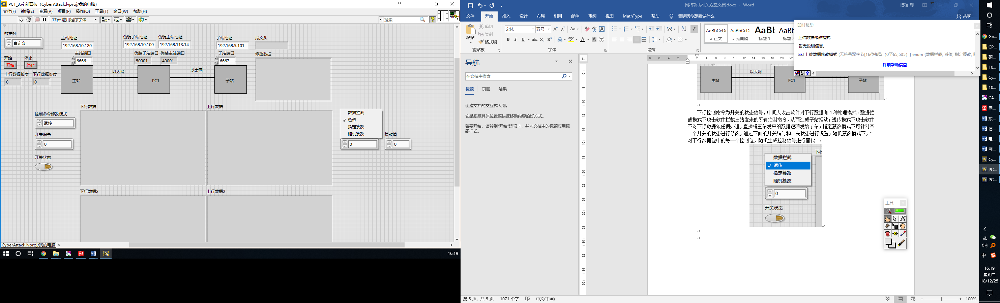 PC1_3.vi 前面板（CyberAttack.lvproj/我的电脑）
文件(F) 编辑(E) 查看(V) 项目(P) 操作(O) 工具(T) 窗口(W) 帮助(H)
17pt 应用程序字体
搜索
数据帧
自定义
主站地址 伪装子站地址 伪装主站地址 子站地址 报文头
192.168.10.120 192.168.10.100 192.168.113.14 192.168.5.101
主站端口 伪装子站端口 伪装主站端口 子站端口 修改数据
6666 50001 40001 6667
开始 停止
开始 停止
上行数据长度 下行数据长度
0 0
以太网 以太网
主站 PC1 子站
下行数据 上行数据
控制命令修改模式
透传
开关编号
0
开关状态
数据拦截
✓ 透传
指定篡改
随机篡改
篡改值
0 0
下行数据2 上行数据2
CyberAttack.lvproj/我的电脑
16:19
网络攻击相关方案文档.docx - Word
增稷 刘
文件 开始 插入 设计 布局 引用 邮件 审阅 视图 MathType 帮助 告诉我你想要做什么
共享
粘贴
剪切
复制
格式刷
剪贴板
宋体 五号
字体
段落
AaBbCcDc AaBbCcDc AaBb AaBb
正文 无间隔 标题 1 标题 2
即时帮助
上传数据修改模式
暂无说明信息。
上传数据修改模式 (无符号双字节[16位整型（0至65,535）] enum {数据拦截, 透传, 指定篡改,
详细帮助信息
导航
在文档中搜索
标题 页面 结果
创建文档的交互式大纲。
它是跟踪具体位置或快速移动内容的好方式。
若要开始，请转到“开始”选项卡，并向文档中的标题应用标
题样式。
以太网
主站 PC1 子站
下行控制命令为开关的状态信号，中间人攻击软件对下行数据有 4 种处理模式：数据拦
截模式下攻击软件拦截主站发来的所有控制命令，从而造成子站拒动；透传模式下攻击软件
不对下行数据做任何处理，直接将主站发来的数据包转发给子站；指定篡改模式下可针对某
一个开关的状态进行修改，通过下面的开关编号和开关状态进行设置；随机篡改模式下，针
对下行数据包中的每一个控制位，随机生成控制信号进行替代。
下行
数据拦截
✓ 透传
指定篡改
随机篡改
0
开关状态
工具
第 5 页，共 5 页 1071 个字 中文(中国)
100%
Go...
CP...
硕...
10...
Cy...
10...
CA...
网...
东...
博...
电...
网...
Cy...
PC...
PC...
中
16:19
星期二
18/12/25